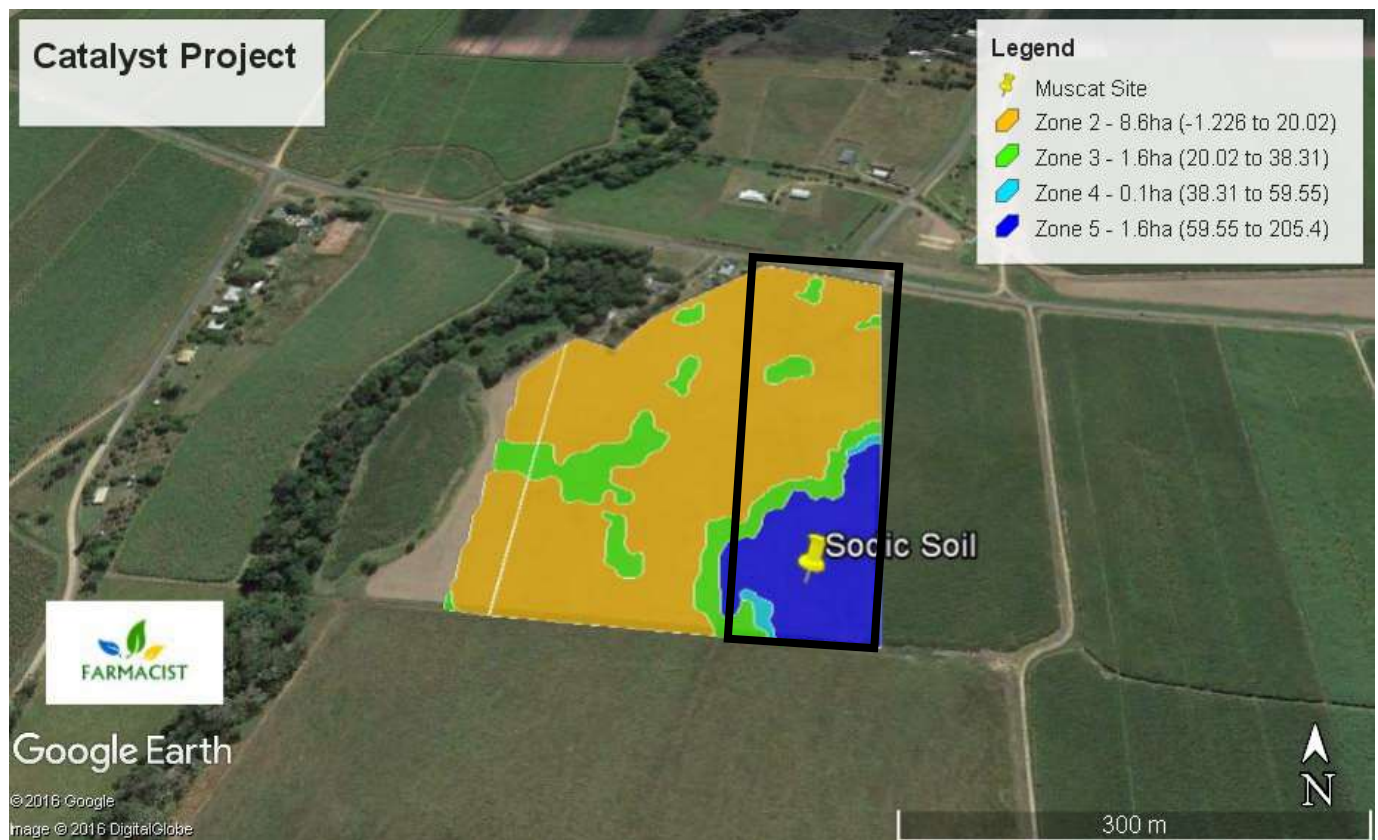 Catalyst Project
Legend
Muscat Site
Zone 2 - 8.6ha (-1.226 to 20.02)
Zone 3 - 1.6ha (20.02 to 38.31)
Zone 4 - 0.1ha (38.31 to 59.55)
Zone 5 - 1.6ha (59.55 to 205.4)
Sodic Soil
FARMACIST
Google Earth
©2016 Google
mage © 2016 DigitalGlobe
300 m
N